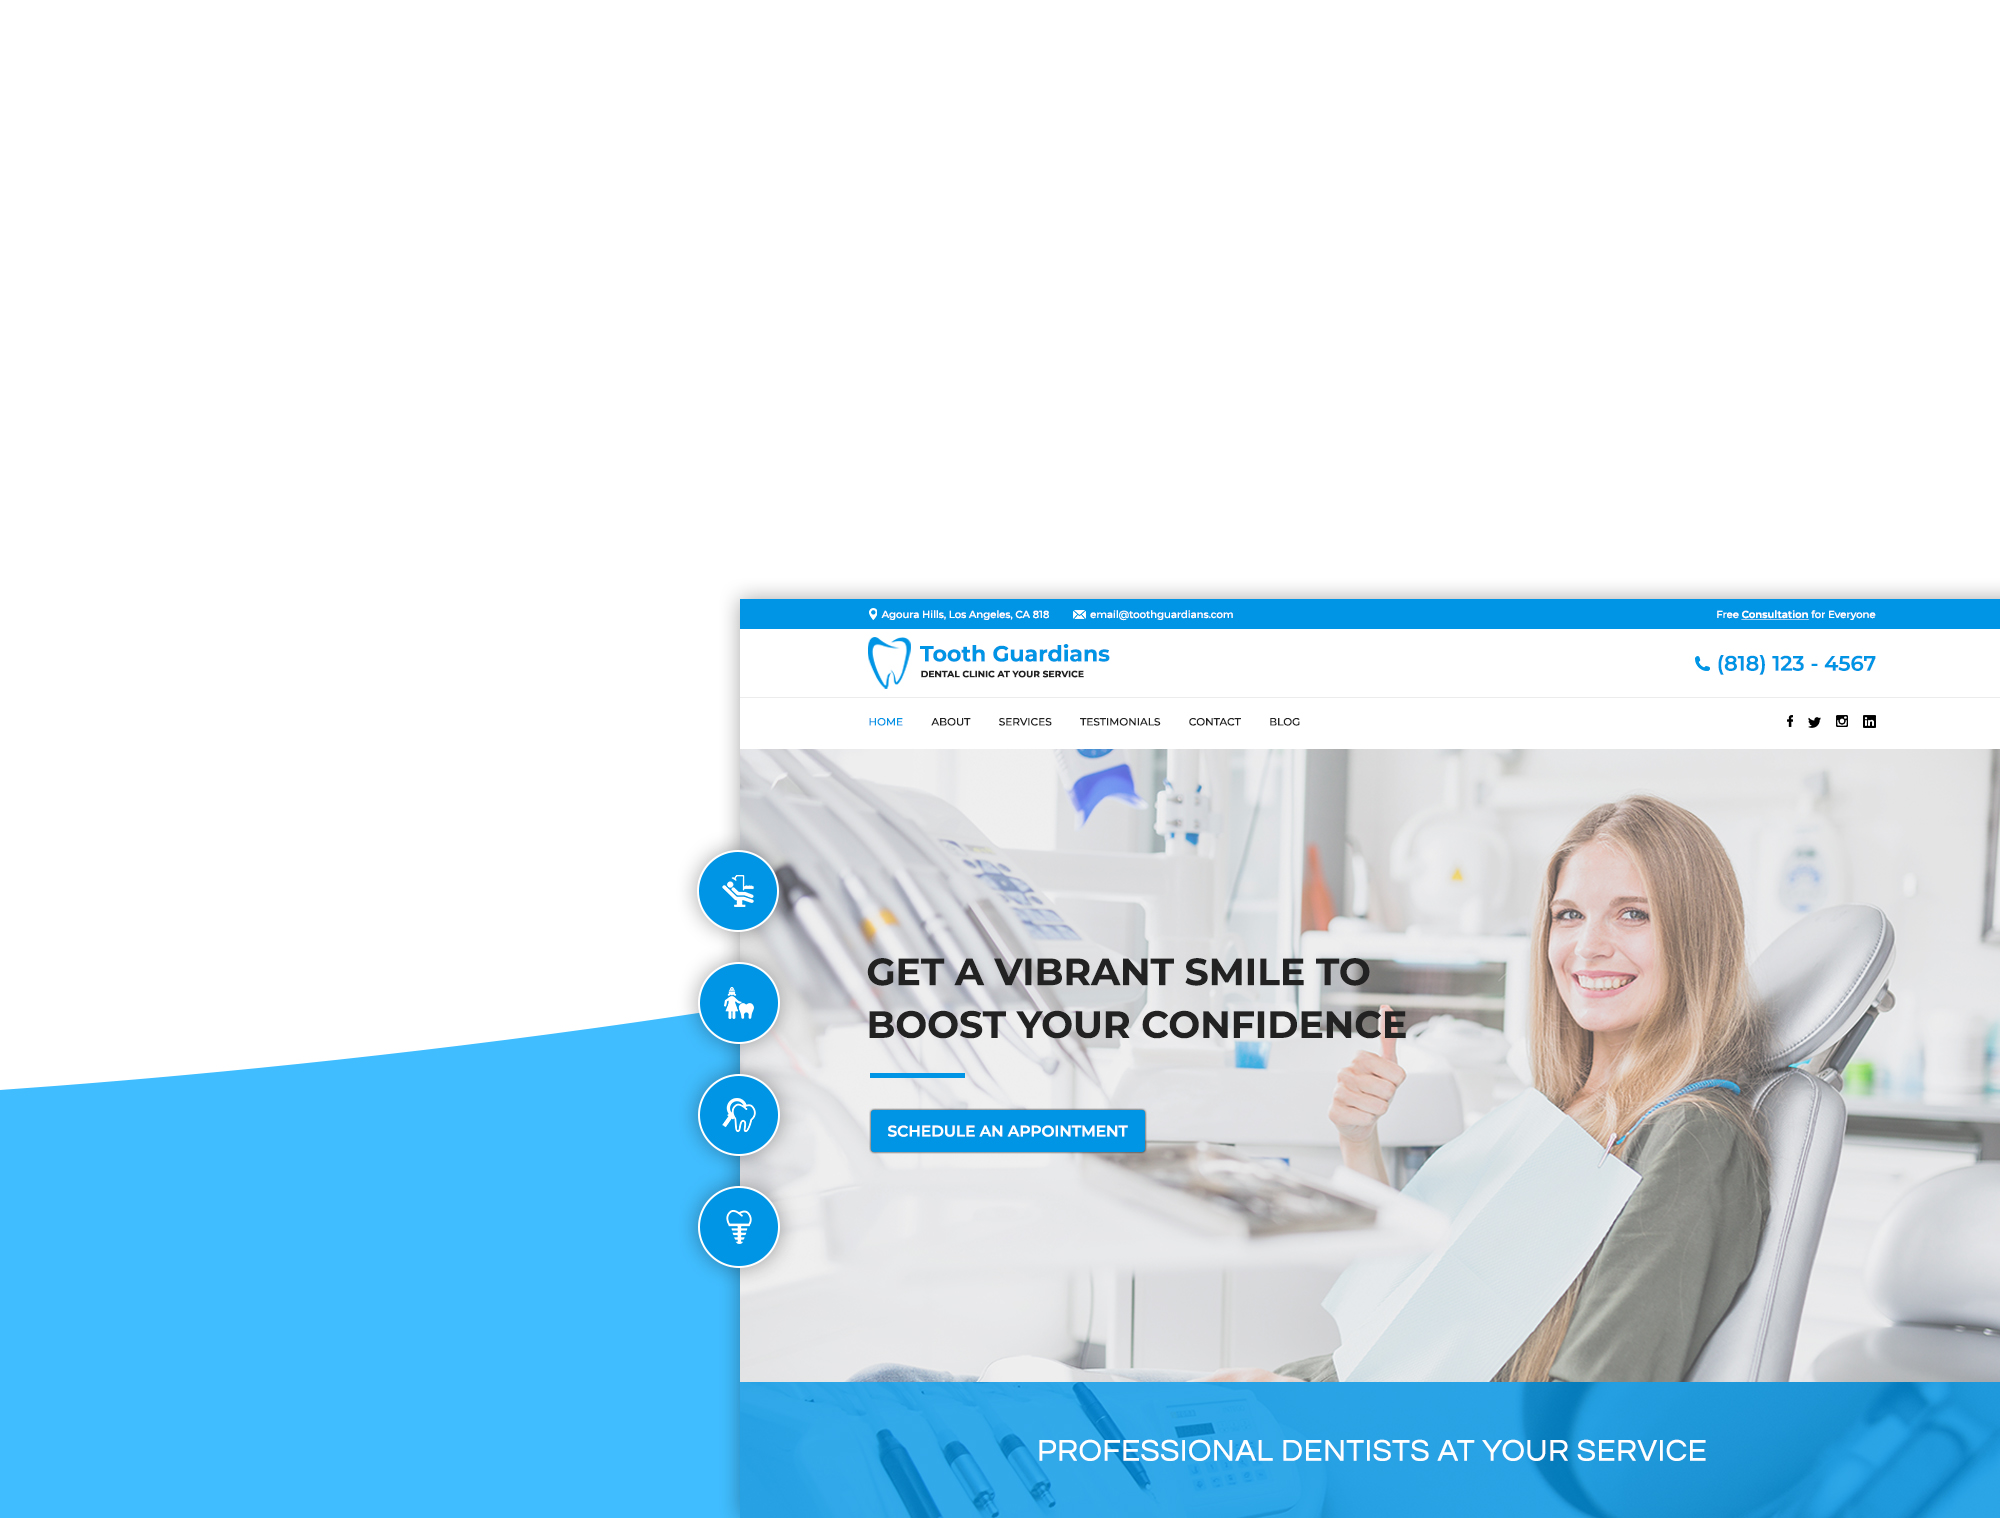 Agoura Hills, Los Angeles, CA 818 email@toothguardians.com Free Consultation for Everyone
Tooth Guardians
DENTAL CLINIC AT YOUR SERVICE
(818) 123 - 4567
HOME ABOUT SERVICES TESTIMONIALS CONTACT BLOG
GET A VIBRANT SMILE TO
BOOST YOUR CONFIDENCE
SCHEDULE AN APPOINTMENT
PROFESSIONAL DENTISTS AT YOUR SERVICE